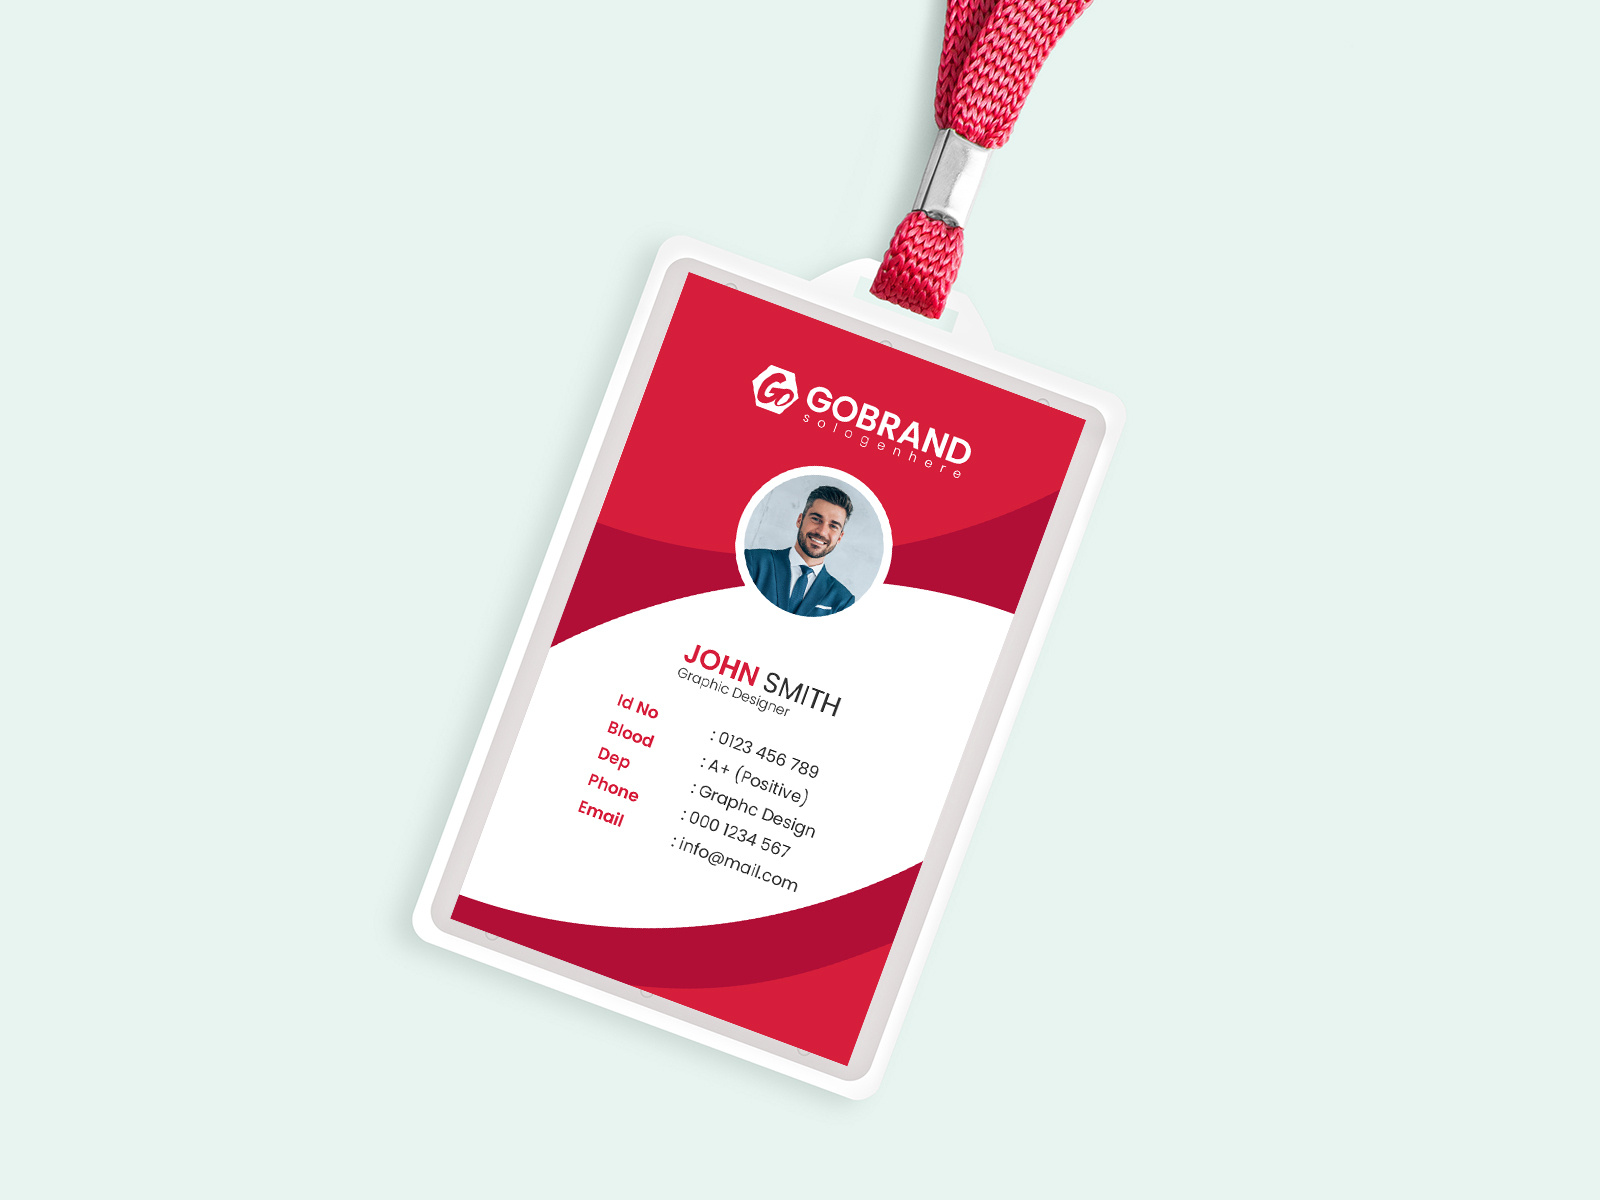 Go
GOBRAND
sologenhere
JOHN SMITH
Graphic Designer
Id No : 0123 456 789
Blood : A+ (Positive)
Dep : Graphc Design
Phone : 000 1234 567
Email : info@mail.com